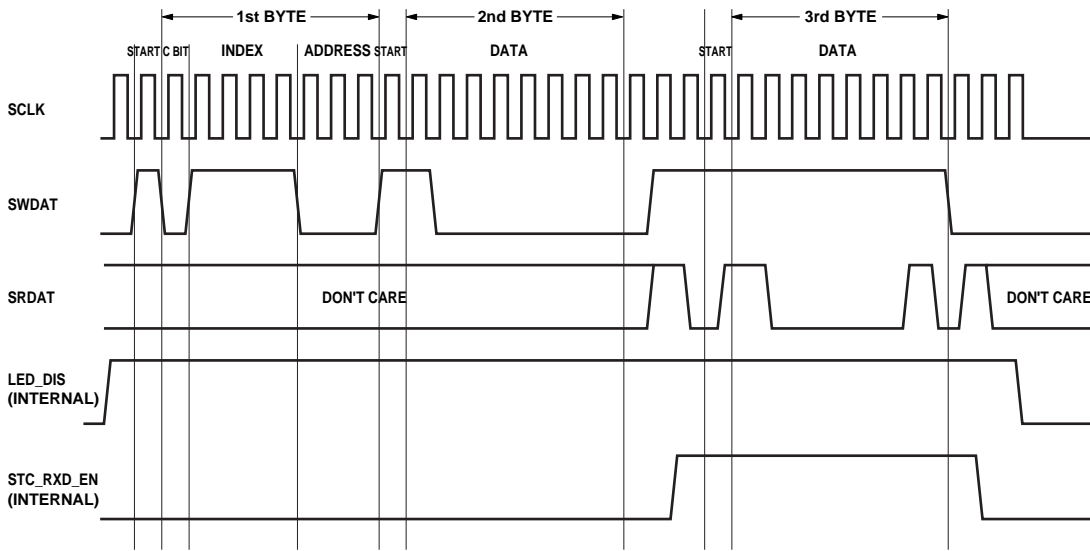 1st BYTE 2nd BYTE 3rd BYTE
START C BIT INDEX ADDRESS START DATA START DATA
SCLK
SWDAT
SRDAT DON'T CARE DON'T CARE
LED_DIS
(INTERNAL)
STC_RXD_EN
(INTERNAL)